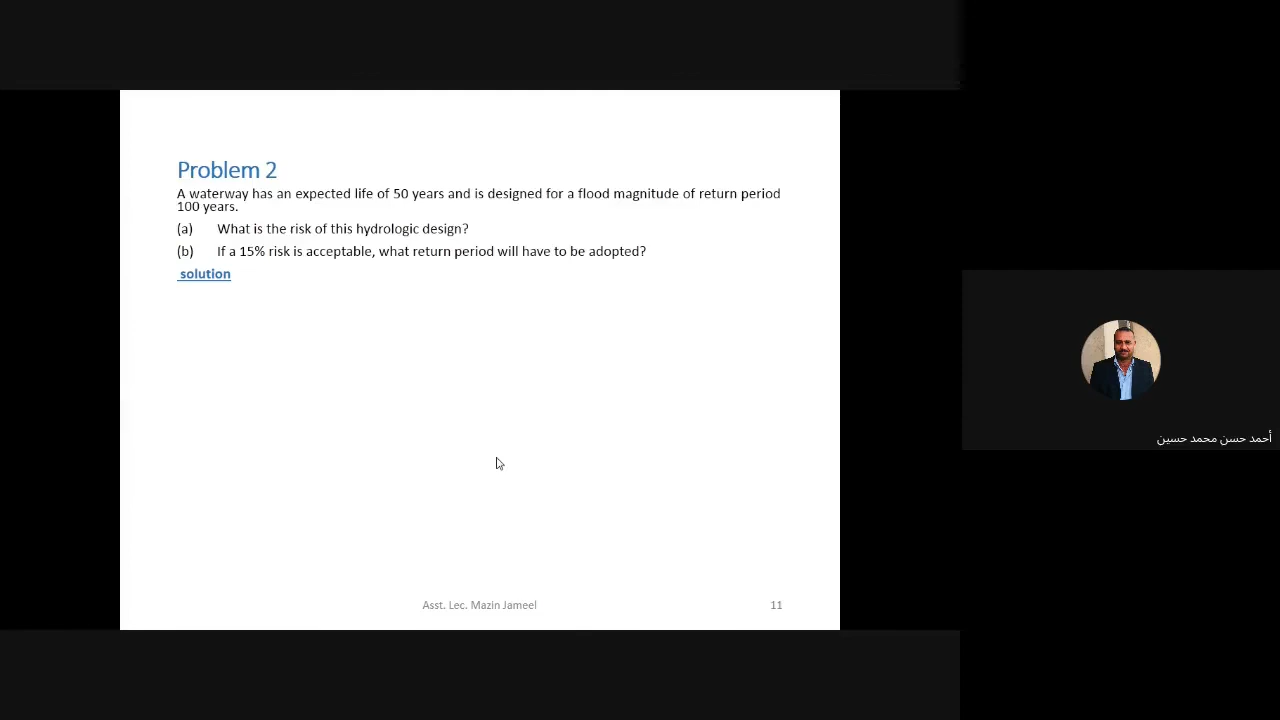 Problem 2
A waterway has an expected life of 50 years and is designed for a flood magnitude of return period
100 years.
(a) What is the risk of this hydrologic design?
(b) If a 15% risk is acceptable, what return period will have to be adopted?
solution
أحمد حسن محمد حسين
Asst. Lec. Mazin Jameel
11